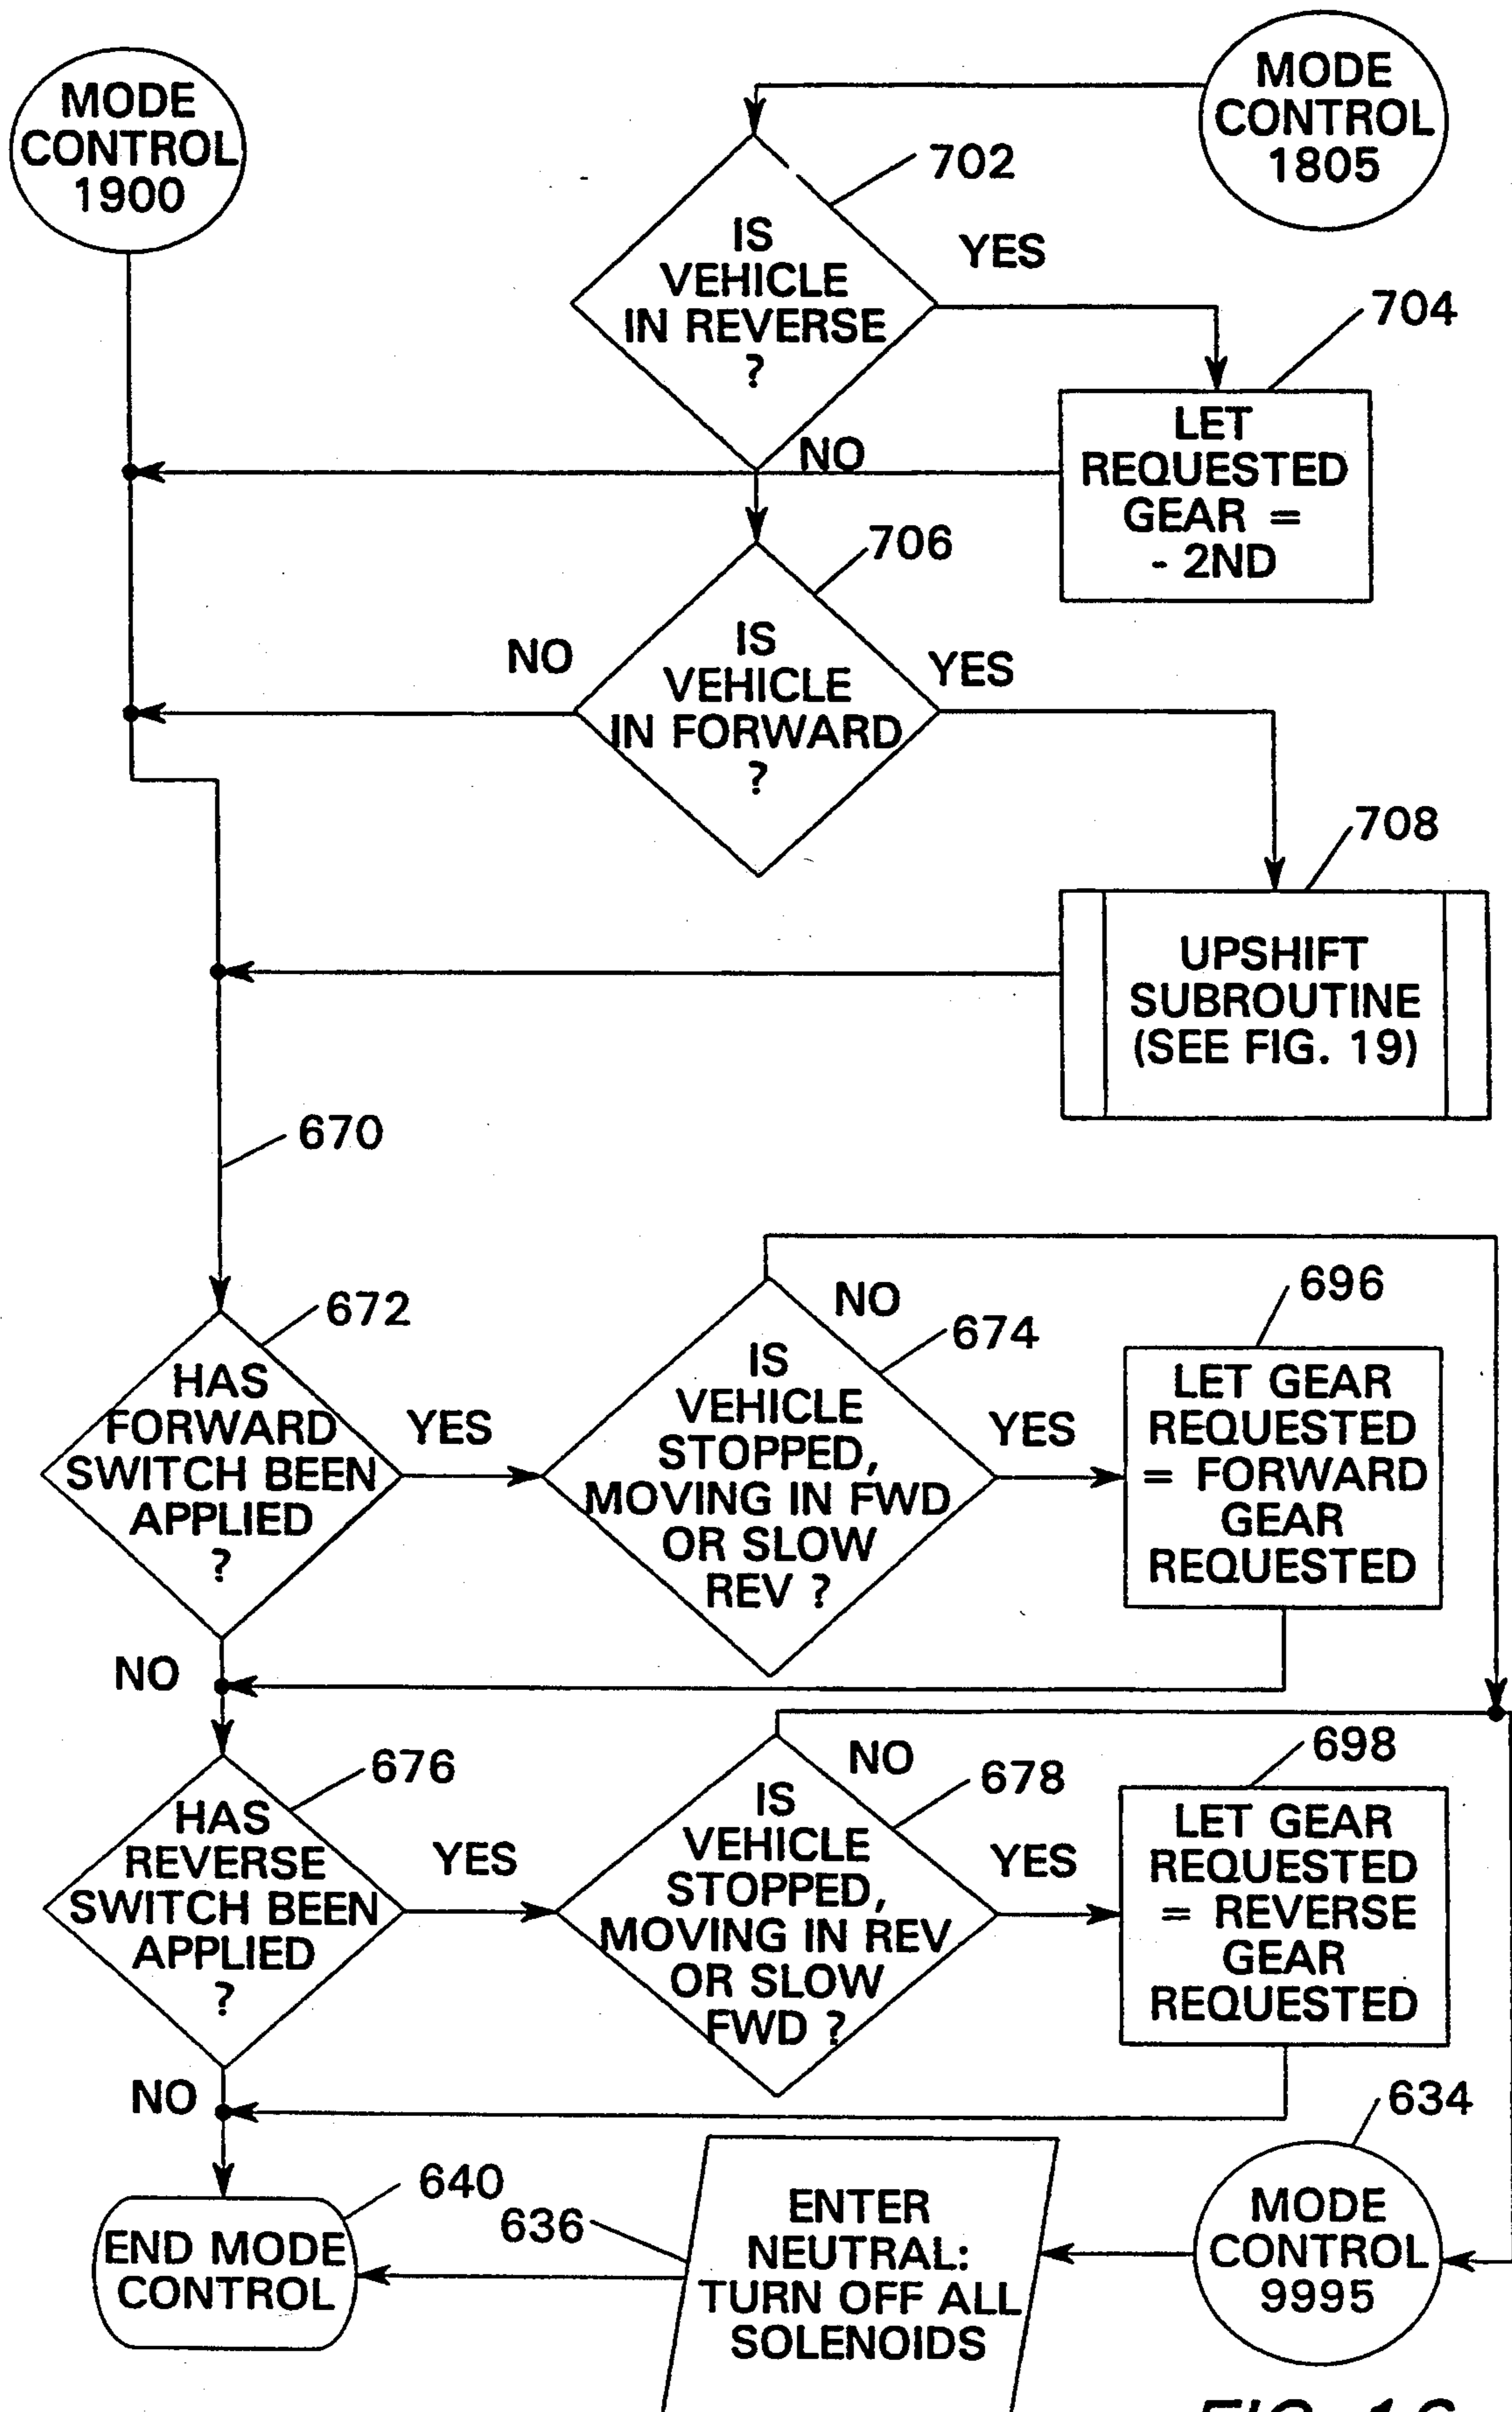 MODE
CONTROL
1900
MODE
CONTROL
1805
702
IS
VEHICLE
IN REVERSE
?
YES
704
NO
LET
REQUESTED
GEAR =
- 2ND
706
NO
IS
VEHICLE
IN FORWARD
?
YES
708
UPSHIFT
SUBROUTINE
(SEE FIG. 19)
670
672
HAS
FORWARD
SWITCH BEEN
APPLIED
?
YES
NO
674
IS
VEHICLE
STOPPED,
MOVING IN FWD
OR SLOW
REV ?
YES
696
LET GEAR
REQUESTED
= FORWARD
GEAR
REQUESTED
NO
676
HAS
REVERSE
SWITCH BEEN
APPLIED
?
YES
NO
678
IS
VEHICLE
STOPPED,
MOVING IN REV
OR SLOW
FWD ?
YES
698
LET GEAR
REQUESTED
= REVERSE
GEAR
REQUESTED
NO
640
END MODE
CONTROL
636
ENTER
NEUTRAL:
TURN OFF ALL
SOLENOIDS
634
MODE
CONTROL
9995